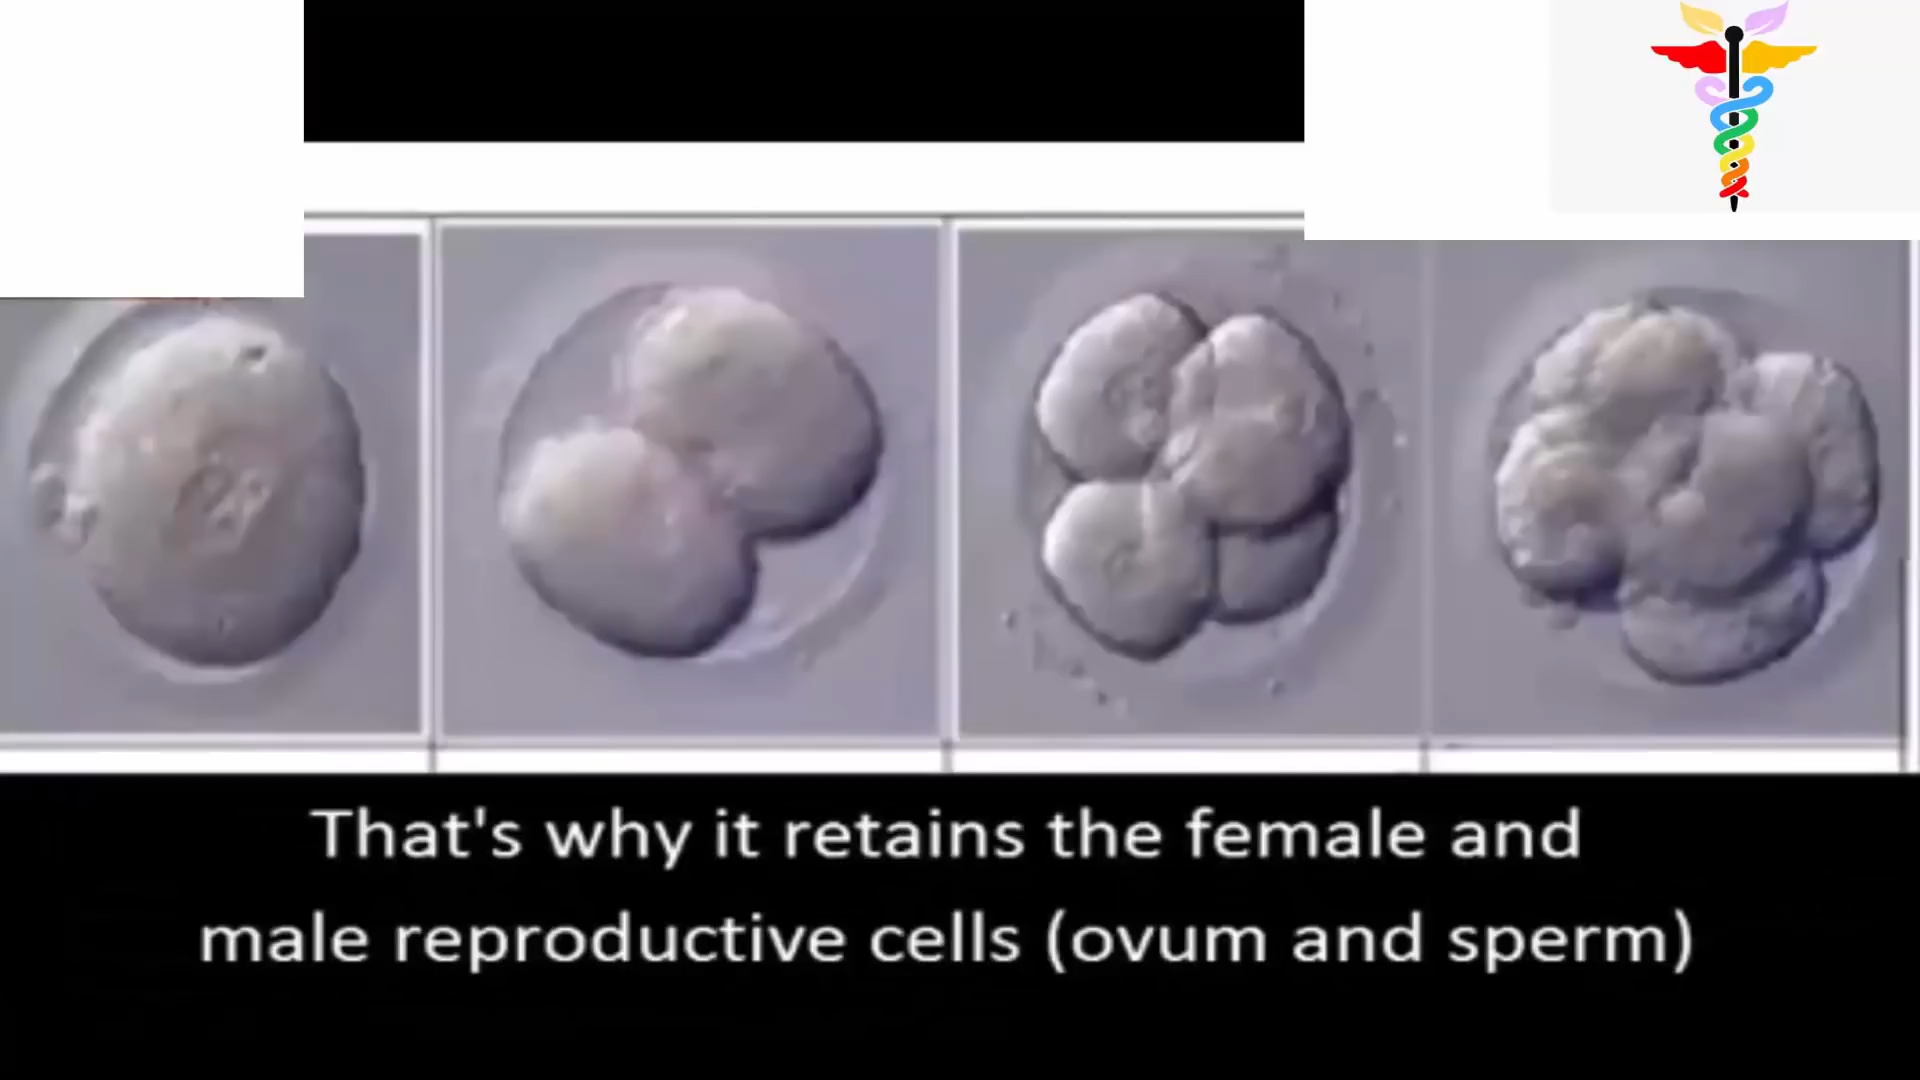 That's why it retains the female and
male reproductive cells (ovum and sperm)